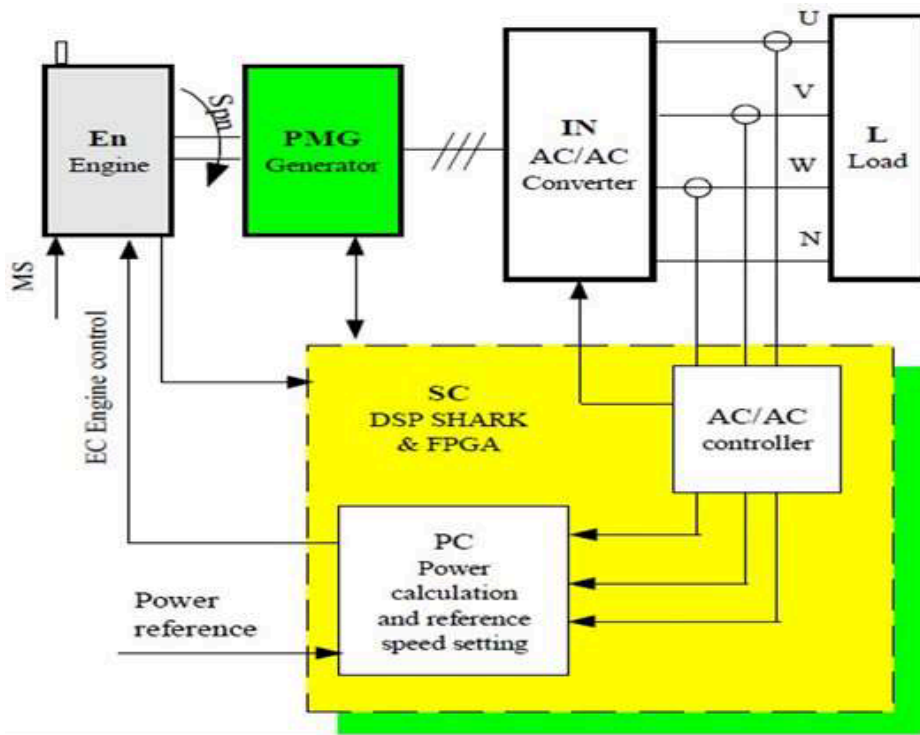 U
En
Engine
Spn
PMG
Generator
IN
AC/AC
Converter
V
W
N
L
Load
MS
EC Engine control
SC
DSP SHARK
& FPGA
AC/AC
controller
PC
Power
calculation
and reference
speed setting
Power
reference